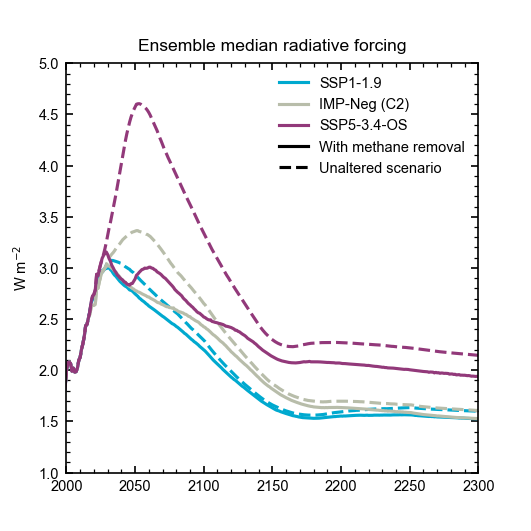 Ensemble median radiative forcing
5.0
4.5
4.0
3.5
3.0
2.5
2.0
1.5
1.0
W m⁻²
SSP1-1.9
IMP-Neg (C2)
SSP5-3.4-OS
With methane removal
Unaltered scenario
2000 2050 2100 2150 2200 2250 2300